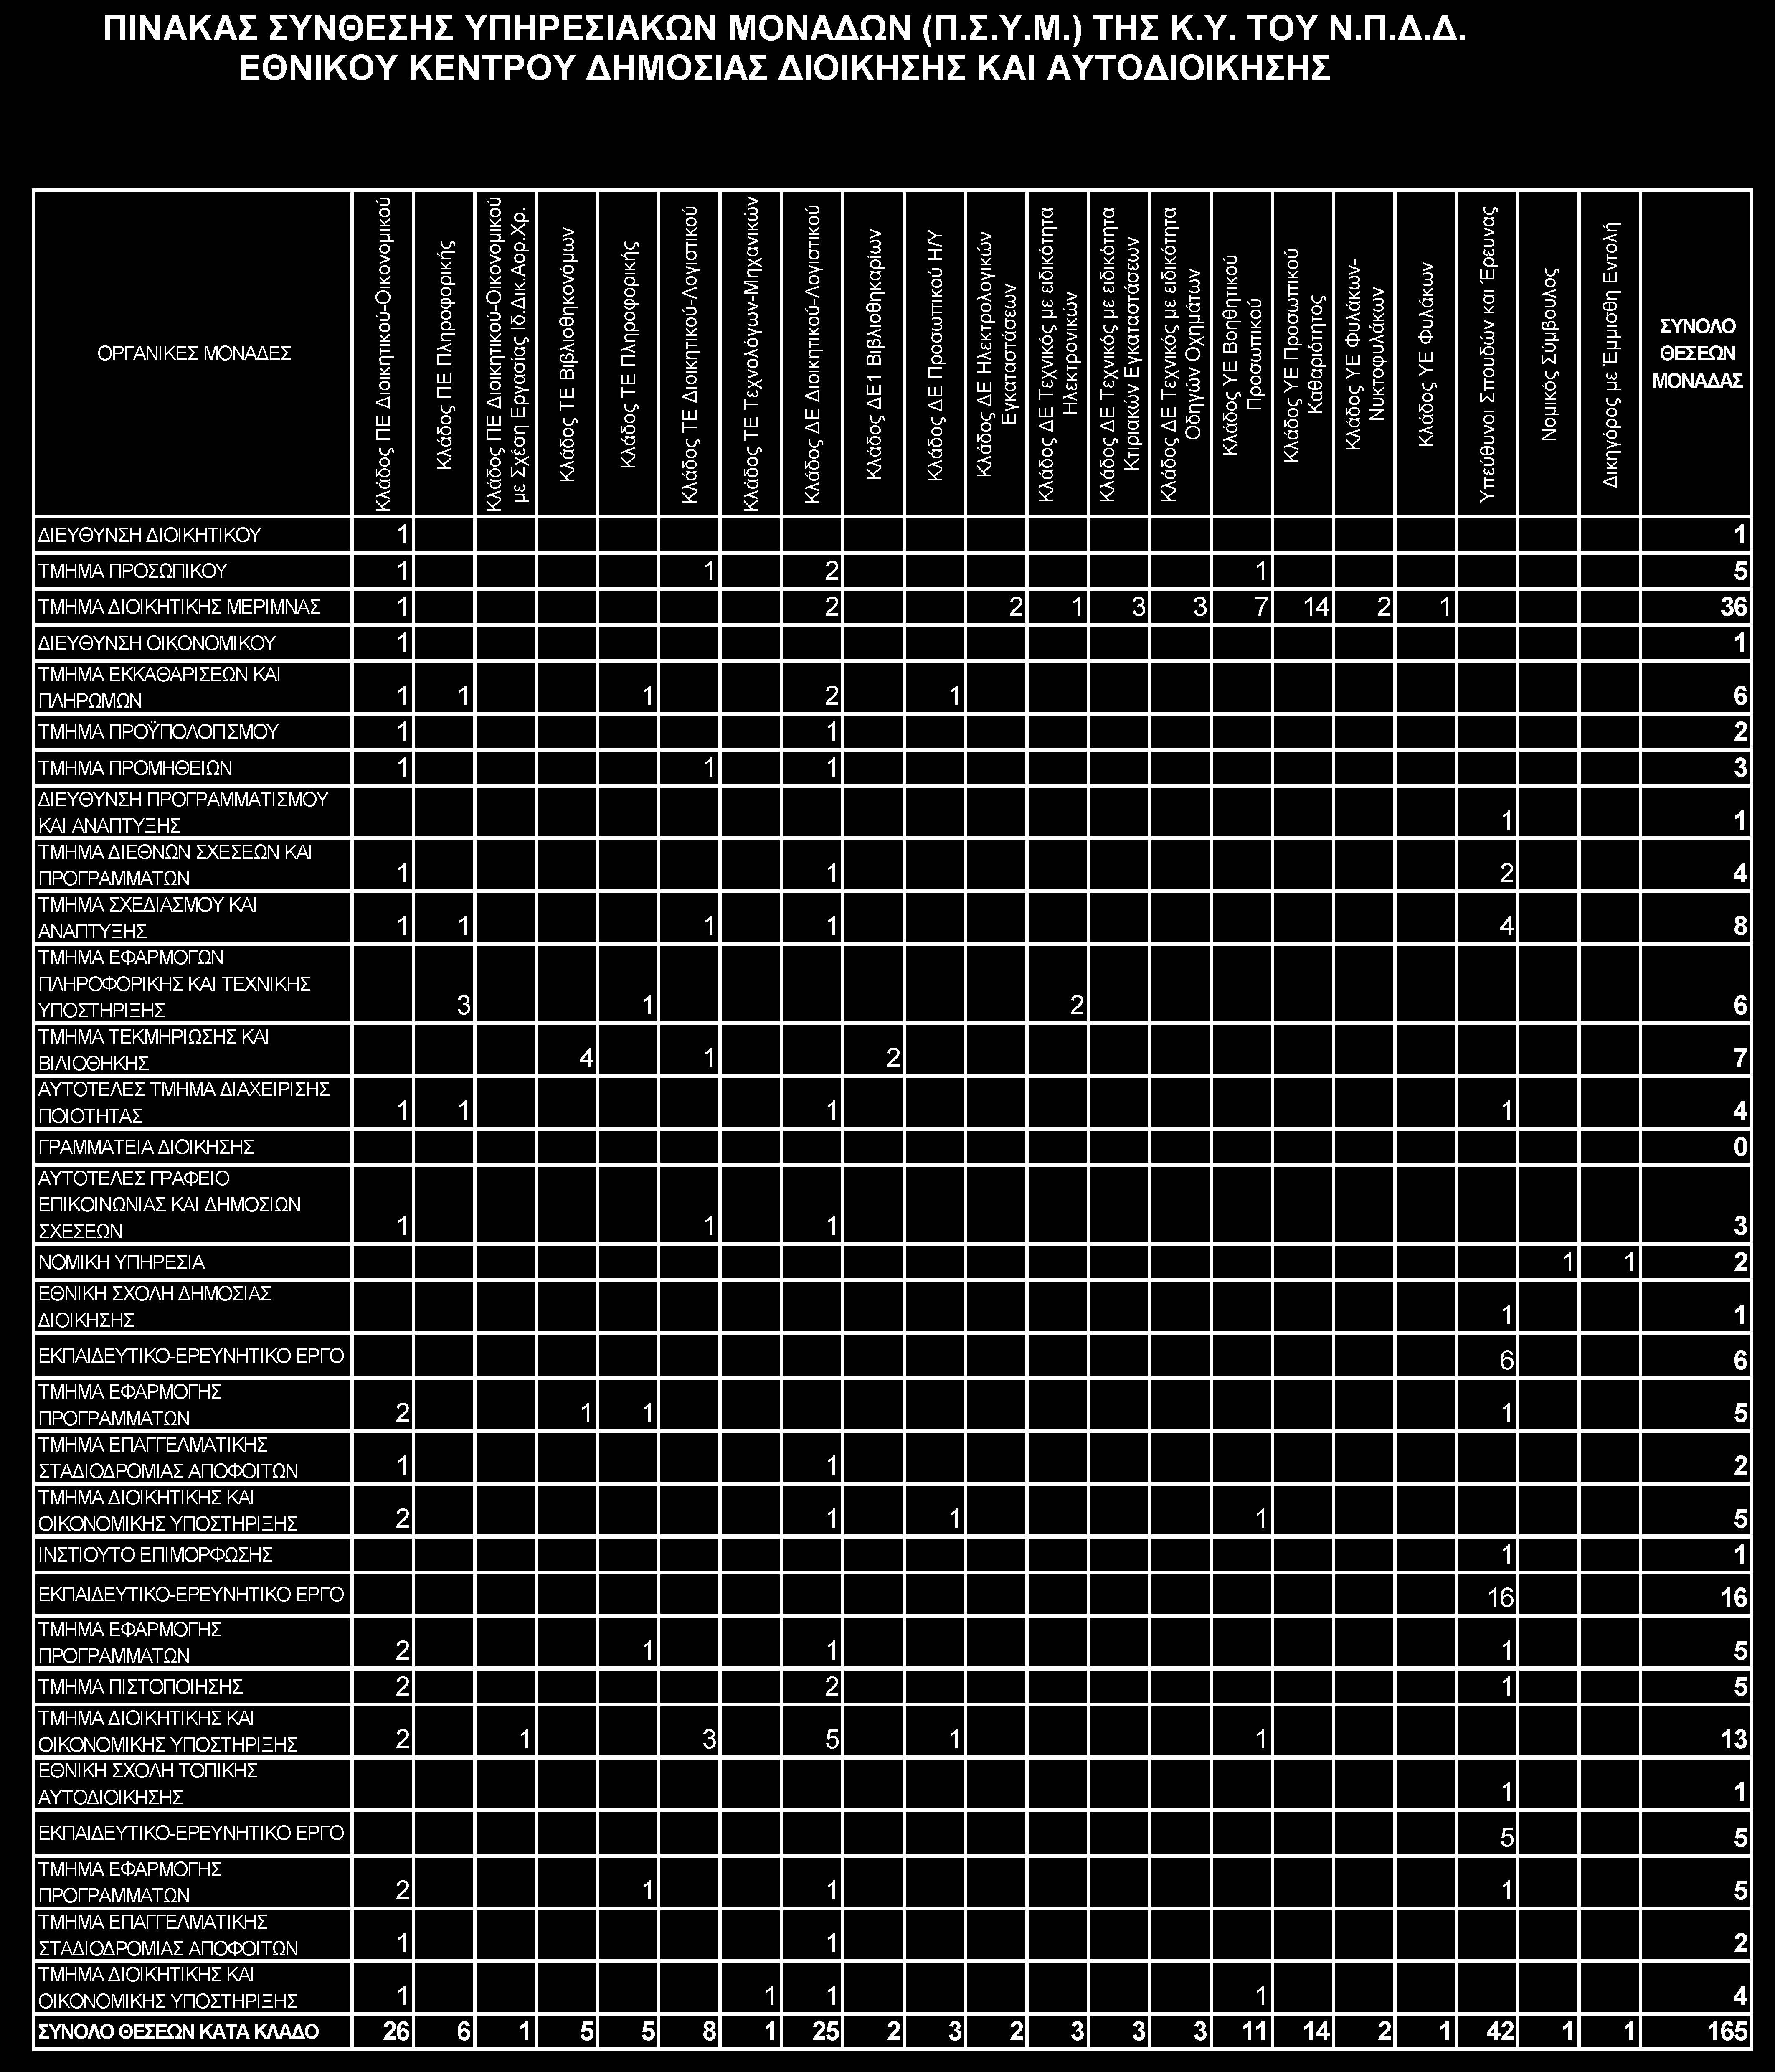 ΠΙΝΑΚΑΣ ΣΥΝΘΕΣΗΣ ΥΠΗΡΕΣΙΑΚΩΝ ΜΟΝΑΔΩΝ (Π.Σ.Υ.Μ.) ΤΗΣ Κ.Υ. ΤΟΥ Ν.Π.Δ.Δ.
ΕΘΝΙΚΟΥ ΚΕΝΤΡΟΥ ΔΗΜΟΣΙΑΣ ΔΙΟΙΚΗΣΗΣ ΚΑΙ ΑΥΤΟΔΙΟΙΚΗΣΗΣ
ΟΡΓΑΝΙΚΕΣ ΜΟΝΑΔΕΣ
Κλάδος ΠΕ Διοικητικού-Οικονομικού
Κλάδος ΠΕ Πληροφορικής
Κλάδος ΠΕ Διοικητικού-Οικονομικού
με Σχέση Εργασίας Ιδ.Δικ.Αορ.Χρ.
Κλάδος ΤΕ Βιβλιοθηκονόμων
Κλάδος ΤΕ Πληροφορικής
Κλάδος ΤΕ Διοικητικού-Λογιστικού
Κλάδος ΤΕ Τεχνολόγων-Μηχανικών
Κλάδος ΔΕ Διοικητικού-Λογιστικού
Κλάδος ΔΕ1 Βιβλιοθηκαρίων
Κλάδος ΔΕ Προσωπικού Η/Υ
Κλάδος ΔΕ Ηλεκτρολογικών
Εγκαταστάσεων
Κλάδος ΔΕ Τεχνικός με ειδικότητα
Ηλεκτρονικών
Κλάδος ΔΕ Τεχνικός με ειδικότητα
Κτιριακών Εγκαταστάσεων
Κλάδος ΔΕ Τεχνικός με ειδικότητα
Οδηγών Οχημάτων
Κλάδος ΥΕ Βοηθητικού
Προσωπικού
Κλάδος ΥΕ Προσωπικού
Καθαριότητος
Κλάδος ΥΕ Φυλάκων-
Νυκτοφυλάκων
Κλάδος ΥΕ Φυλάκων
Υπεύθυνοι Σπουδών και Έρευνας
Νομικός Σύμβουλος
Δικηγόρος με Έμμισθη Εντολή
ΣΥΝΟΛΟ
ΘΕΣΕΩΝ
ΜΟΝΑΔΑΣ
ΔΙΕΥΘΥΝΣΗ ΔΙΟΙΚΗΤΙΚΟΥ 1 1
ΤΜΗΜΑ ΠΡΟΣΩΠΙΚΟΥ 1 1 2 1 5
ΤΜΗΜΑ ΔΙΟΙΚΗΤΙΚΗΣ ΜΕΡΙΜΝΑΣ 1 2 2 1 3 3 7 14 2 1 36
ΔΙΕΥΘΥΝΣΗ ΟΙΚΟΝΟΜΙΚΟΥ 1 1
ΤΜΗΜΑ ΕΚΚΑΘΑΡΙΣΕΩΝ ΚΑΙ
ΠΛΗΡΩΜΩΝ 1 1 1 2 1 6
ΤΜΗΜΑ ΠΡΟΫΠΟΛΟΓΙΣΜΟΥ 1 1 2
ΤΜΗΜΑ ΠΡΟΜΗΘΕΙΩΝ 1 1 1 3
ΔΙΕΥΘΥΝΣΗ ΠΡΟΓΡΑΜΜΑΤΙΣΜΟΥ
ΚΑΙ ΑΝΑΠΤΥΞΗΣ 1 1
ΤΜΗΜΑ ΔΙΕΘΝΩΝ ΣΧΕΣΕΩΝ ΚΑΙ
ΠΡΟΓΡΑΜΜΑΤΩΝ 1 1 2 4
ΤΜΗΜΑ ΣΧΕΔΙΑΣΜΟΥ ΚΑΙ
ΑΝΑΠΤΥΞΗΣ 1 1 1 1 4 8
ΤΜΗΜΑ ΕΦΑΡΜΟΓΩΝ
ΠΛΗΡΟΦΟΡΙΚΗΣ ΚΑΙ ΤΕΧΝΙΚΗΣ
ΥΠΟΣΤΗΡΙΞΗΣ 3 1 2 6
ΤΜΗΜΑ ΤΕΚΜΗΡΙΩΣΗΣ ΚΑΙ
ΒΙΛΙΟΘΗΚΗΣ 4 1 2 7
ΑΥΤΟΤΕΛΕΣ ΤΜΗΜΑ ΔΙΑΧΕΙΡΙΣΗΣ
ΠΟΙΟΤΗΤΑΣ 1 1 1 1 4
ΓΡΑΜΜΑΤΕΙΑ ΔΙΟΙΚΗΣΗΣ 0
ΑΥΤΟΤΕΛΕΣ ΓΡΑΦΕΙΟ
ΕΠΙΚΟΙΝΩΝΙΑΣ ΚΑΙ ΔΗΜΟΣΙΩΝ
ΣΧΕΣΕΩΝ 1 1 1 3
ΝΟΜΙΚΗ ΥΠΗΡΕΣΙΑ 1 1 2
ΕΘΝΙΚΗ ΣΧΟΛΗ ΔΗΜΟΣΙΑΣ
ΔΙΟΙΚΗΣΗΣ 1 1
ΕΚΠΑΙΔΕΥΤΙΚΟ-ΕΡΕΥΝΗΤΙΚΟ ΕΡΓΟ 6 6
ΤΜΗΜΑ ΕΦΑΡΜΟΓΗΣ
ΠΡΟΓΡΑΜΜΑΤΩΝ 2 1 1 1 5
ΤΜΗΜΑ ΕΠΑΓΓΕΛΜΑΤΙΚΗΣ
ΣΤΑΔΙΟΔΡΟΜΙΑΣ ΑΠΟΦΟΙΤΩΝ 1 1 2
ΤΜΗΜΑ ΔΙΟΙΚΗΤΙΚΗΣ ΚΑΙ
ΟΙΚΟΝΟΜΙΚΗΣ ΥΠΟΣΤΗΡΙΞΗΣ 2 1 1 1 5
ΙΝΣΤΙΟΥΤΟ ΕΠΙΜΟΡΦΩΣΗΣ 1 1
ΕΚΠΑΙΔΕΥΤΙΚΟ-ΕΡΕΥΝΗΤΙΚΟ ΕΡΓΟ 16 16
ΤΜΗΜΑ ΕΦΑΡΜΟΓΗΣ
ΠΡΟΓΡΑΜΜΑΤΩΝ 2 1 1 1 5
ΤΜΗΜΑ ΠΙΣΤΟΠΟΙΗΣΗΣ 2 2 1 5
ΤΜΗΜΑ ΔΙΟΙΚΗΤΙΚΗΣ ΚΑΙ
ΟΙΚΟΝΟΜΙΚΗΣ ΥΠΟΣΤΗΡΙΞΗΣ 2 1 3 5 1 1 13
ΕΘΝΙΚΗ ΣΧΟΛΗ ΤΟΠΙΚΗΣ
ΑΥΤΟΔΙΟΙΚΗΣΗΣ 1 1
ΕΚΠΑΙΔΕΥΤΙΚΟ-ΕΡΕΥΝΗΤΙΚΟ ΕΡΓΟ 5 5
ΤΜΗΜΑ ΕΦΑΡΜΟΓΗΣ
ΠΡΟΓΡΑΜΜΑΤΩΝ 2 1 1 1 5
ΤΜΗΜΑ ΕΠΑΓΓΕΛΜΑΤΙΚΗΣ
ΣΤΑΔΙΟΔΡΟΜΙΑΣ ΑΠΟΦΟΙΤΩΝ 1 1 2
ΤΜΗΜΑ ΔΙΟΙΚΗΤΙΚΗΣ ΚΑΙ
ΟΙΚΟΝΟΜΙΚΗΣ ΥΠΟΣΤΗΡΙΞΗΣ 1 1 1 1 4
ΣΥΝΟΛΟ ΘΕΣΕΩΝ ΚΑΤΑ ΚΛΑΔΟ 26 6 1 5 5 8 1 25 2 3 2 3 3 3 11 14 2 1 42 1 1 165